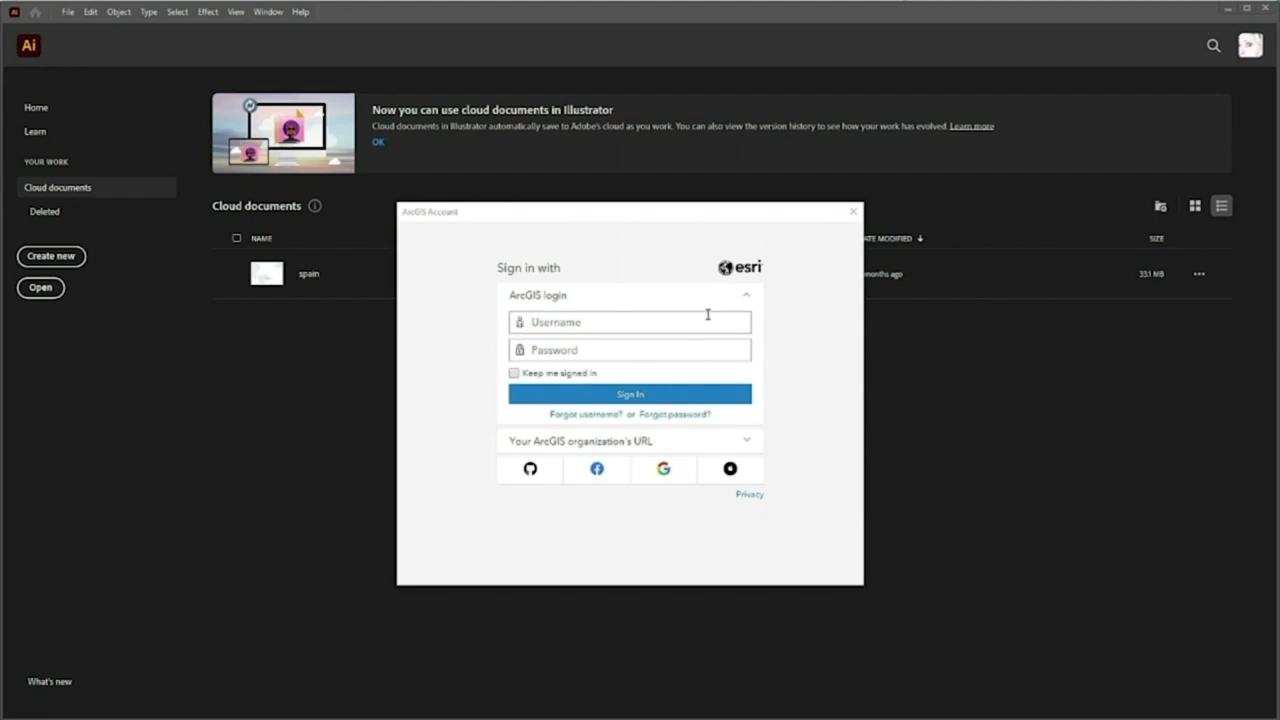 Ai File Edit Object Type Select Effect View Window Help
Ai
Home
Learn
YOUR WORK
Cloud documents
Deleted
Create new
Open
What's new
Now you can use cloud documents in Illustrator
Cloud documents in Illustrator automatically save to Adobe's cloud as you work. You can also view the version history to see how your work has evolved. Learn more
OK
Cloud documents
NAME
ATE MODIFIED
SIZE
spain
months ago
33.1 MB
ArcGIS Account
Sign in with
esri
ArcGIS login
Username
Password
Keep me signed in
Sign In
Forgot username? or Forgot password?
Your ArcGIS organization's URL
Privacy